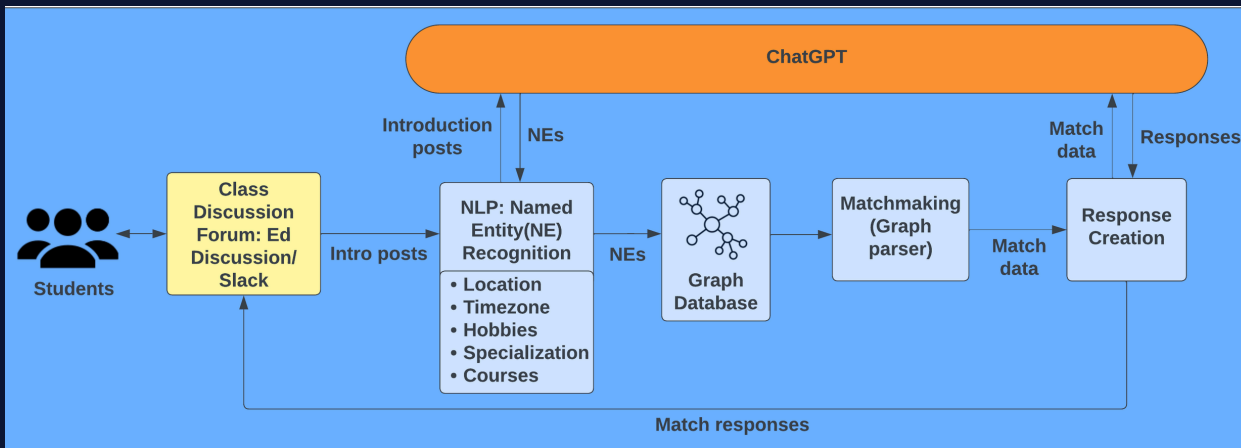 ChatGPT
Introduction
posts
NEs
Match
data
Responses
Students
Class
Discussion
Forum: Ed
Discussion/
Slack
Intro posts
NLP: Named
Entity(NE)
Recognition
• Location
• Timezone
• Hobbies
• Specialization
• Courses
NEs
Graph
Database
Matchmaking
(Graph
parser)
Match
data
Response
Creation
Match responses